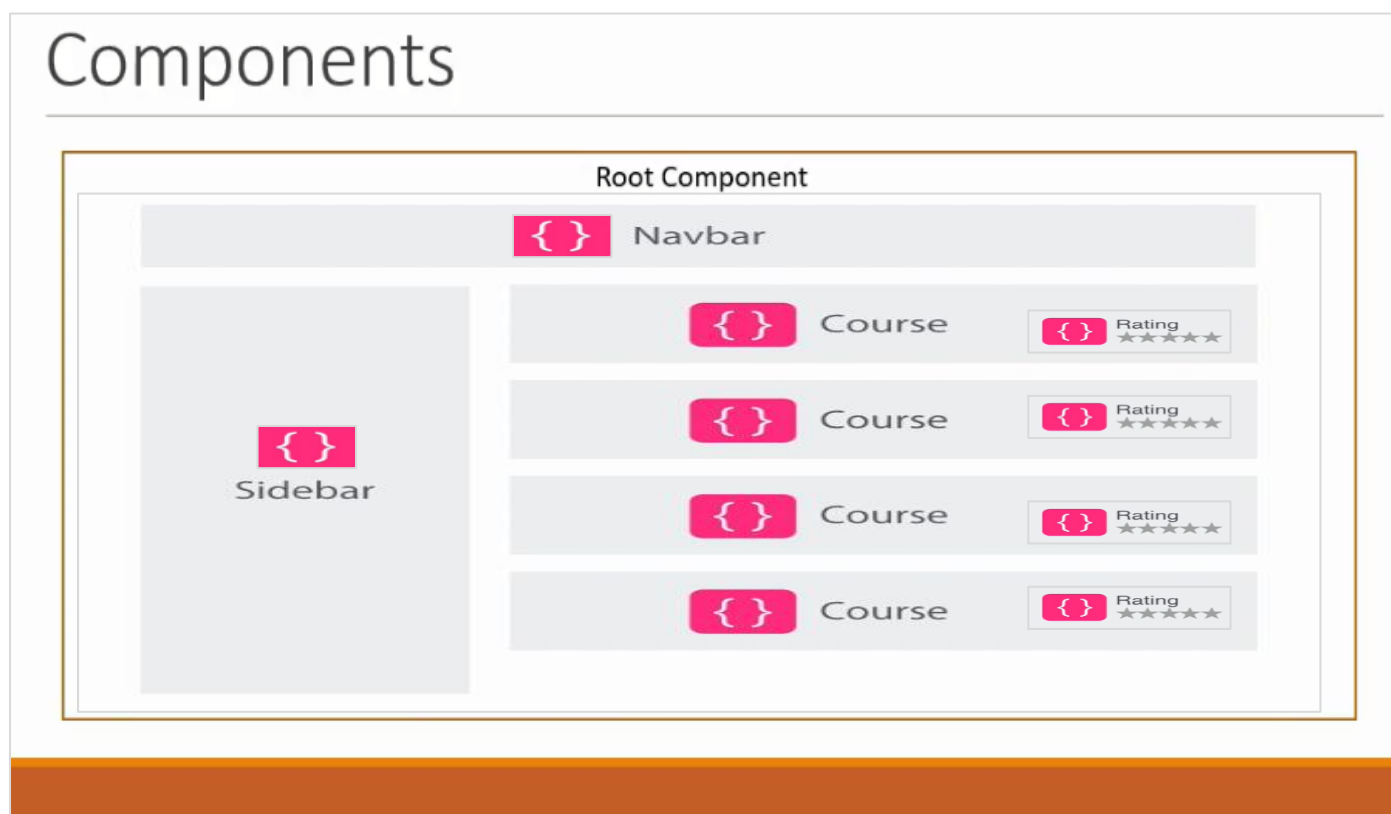 Components
Root Component
{ } Navbar
{ } Sidebar
{ } Course
{ } Rating
★★★★★
{ } Course
{ } Rating
★★★★★
{ } Course
{ } Rating
★★★★★
{ } Course
{ } Rating
★★★★★